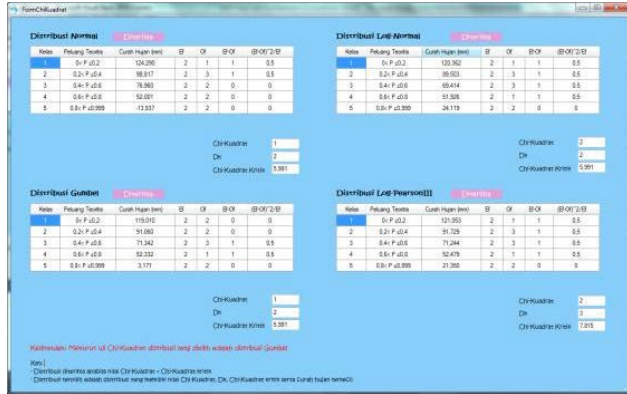 FormChiKuadrat
Distribusi Normal Diterima
Kelas Peluang Teoritis Curah Hujan (mm) Ef Of Ef-Of (Ef-Of)^2/Ef
1 0< P ≤0,2 124,290 2 1 1 0,5
2 0,2< P ≤0,4 98,817 2 3 1 0,5
3 0,4< P ≤0,6 76,960 2 2 0 0
4 0,6< P ≤0,8 52,001 2 2 0 0
5 0,8< P ≤0,999 -13,937 2 2 0 0
Chi-Kuadrat 1
Dk 2
Chi-Kuadrat Kritik 5,991
Distribusi Log-Normal Diterima
Kelas Peluang Teoritis Curah Hujan (mm) Ef Of Ef-Of (Ef-Of)^2/Ef
1 0< P ≤0,2 120,362 2 1 1 0,5
2 0,2< P ≤0,4 89,503 2 3 1 0,5
3 0,4< P ≤0,6 69,414 2 3 1 0,5
4 0,6< P ≤0,8 51,926 2 1 1 0,5
5 0,8< P ≤0,999 24,119 2 2 0 0
Chi-Kuadrat 2
Dk 2
Chi-Kuadrat Kritik 5,991
Distribusi Gumbel Diterima
Kelas Peluang Teoritis Curah Hujan (mm) Ef Of Ef-Of (Ef-Of)^2/Ef
1 0< P ≤0,2 119,010 2 2 0 0
2 0,2< P ≤0,4 91,060 2 2 0 0
3 0,4< P ≤0,6 71,342 2 3 1 0,5
4 0,6< P ≤0,8 52,332 2 1 1 0,5
5 0,8< P ≤0,999 3,171 2 2 0 0
Chi-Kuadrat 1
Dk 2
Chi-Kuadrat Kritik 5,991
Distribusi Log-Pearson III Diterima
Kelas Peluang Teoritis Curah Hujan (mm) Ef Of Ef-Of (Ef-Of)^2/Ef
1 0< P ≤0,2 121,053 2 1 1 0,5
2 0,2< P ≤0,4 91,729 2 3 1 0,5
3 0,4< P ≤0,6 71,244 2 3 1 0,5
4 0,6< P ≤0,8 52,479 2 1 1 0,5
5 0,8< P ≤0,999 21,350 2 2 0 0
Chi-Kuadrat 2
Dk 3
Chi-Kuadrat Kritik 7,815
Kesimpulan: Menurut uji Chi-Kuadrat distribusi yang dipilih adalah distribusi Gumbel
Ket:
- Distribusi diterima apabila nilai Chi-Kuadrat < Chi-Kuadrat kritik
- Distribusi terpilih adalah distribusi yang memiliki nilai Chi-Kuadrat, Dk, Chi-Kuadrat kritik serta Curah hujan